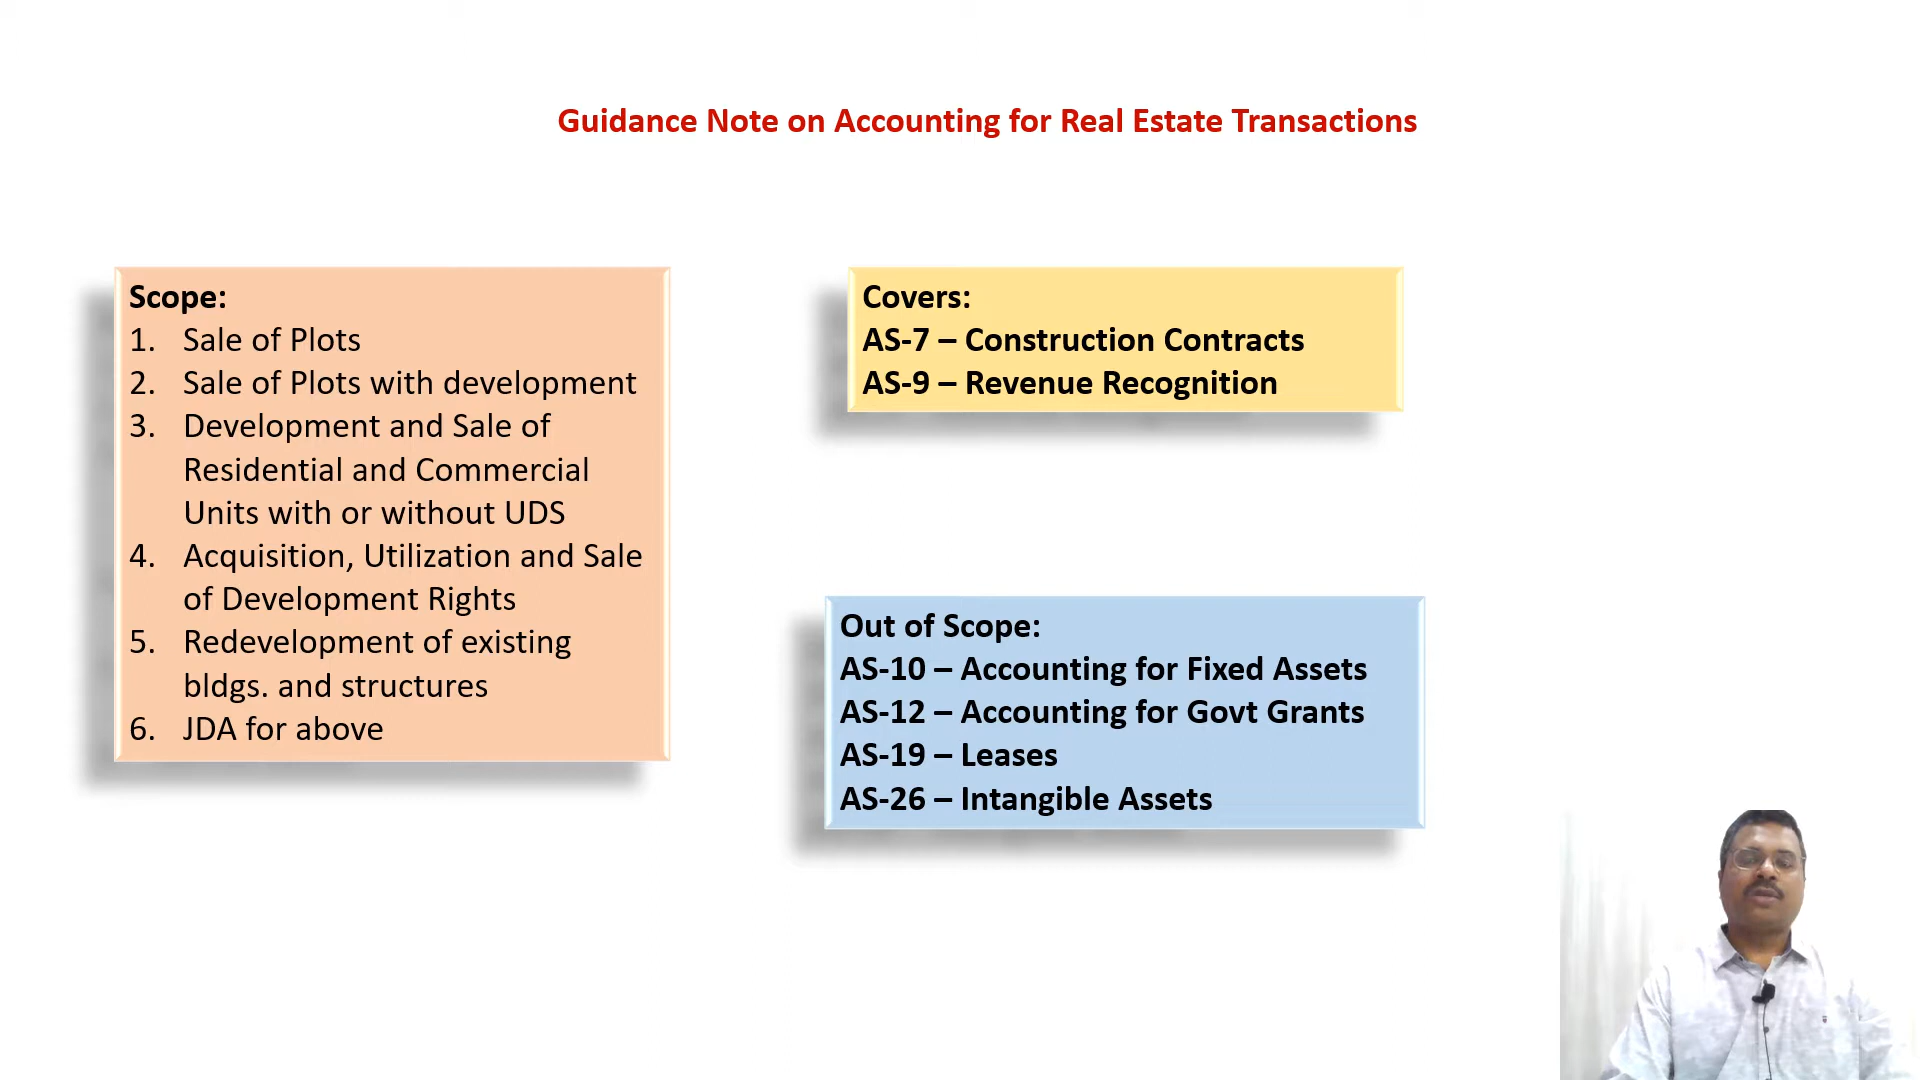 Guidance Note on Accounting for Real Estate Transactions
Scope:
1. Sale of Plots
2. Sale of Plots with development
3. Development and Sale of
Residential and Commercial
Units with or without UDS
4. Acquisition, Utilization and Sale
of Development Rights
5. Redevelopment of existing
bldgs. and structures
6. JDA for above
Covers:
AS-7 – Construction Contracts
AS-9 – Revenue Recognition
Out of Scope:
AS-10 – Accounting for Fixed Assets
AS-12 – Accounting for Govt Grants
AS-19 – Leases
AS-26 – Intangible Assets